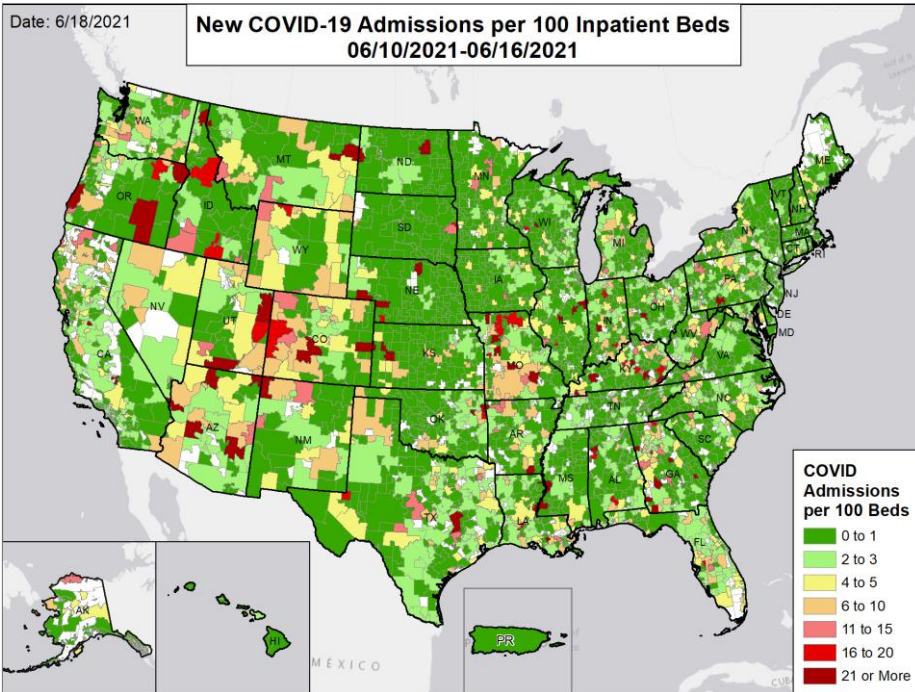 Date: 6/18/2021
New COVID-19 Admissions per 100 Inpatient Beds
06/10/2021-06/16/2021
WA
MT
ND
MN
ME
OR
ID
SD
WI
VT
NH
WY
MI
NY
MA
CT
RI
NE
IA
PA
NJ
NV
UT
IN
OH
DE
MD
CA
CO
KS
MO
WV
VA
KY
AZ
NM
OK
AR
TN
NC
SC
MS
AL
GA
TX
LA
FL
AK
HI
PR
MÉXICO
COVID
Admissions
per 100 Beds
0 to 1
2 to 3
4 to 5
6 to 10
11 to 15
16 to 20
21 or More